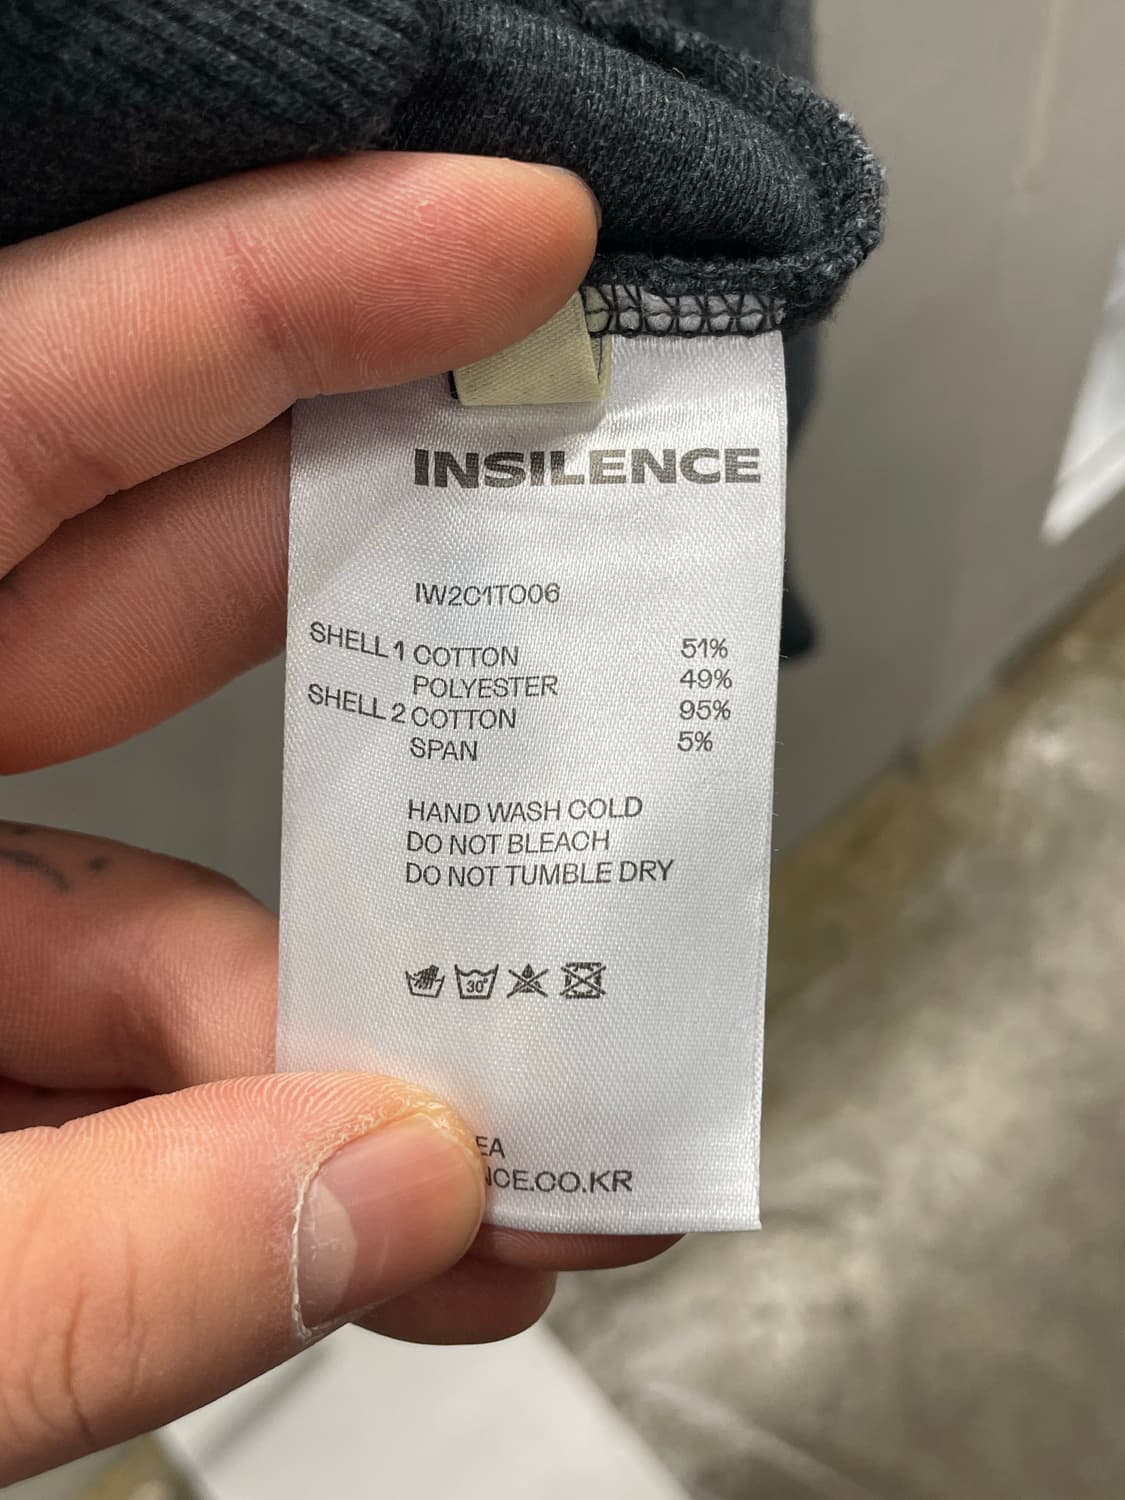 INSILENCE
IW2C1TO06
SHELL 1 COTTON 51%
POLYESTER 49%
SHELL 2 COTTON 95%
SPAN 5%
HAND WASH COLD
DO NOT BLEACH
DO NOT TUMBLE DRY
30°
EA
NCE.CO.KR